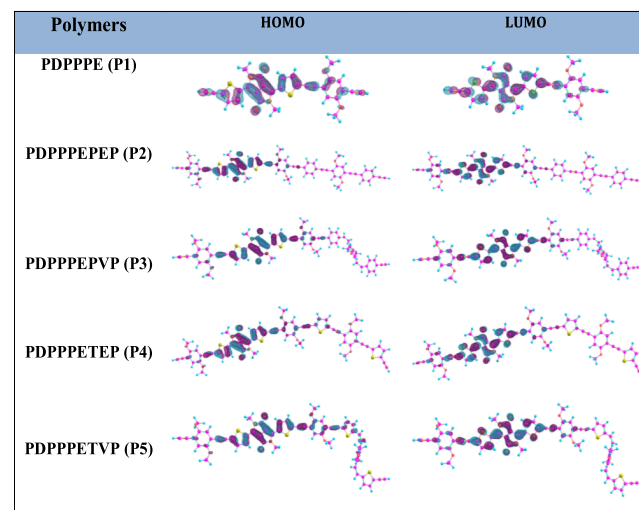 Polymers HOMO LUMO
PDPPPE (P1)
PDPPPEPEP (P2)
PDPPPEPVP (P3)
PDPPPETEP (P4)
PDPPPETVP (P5)